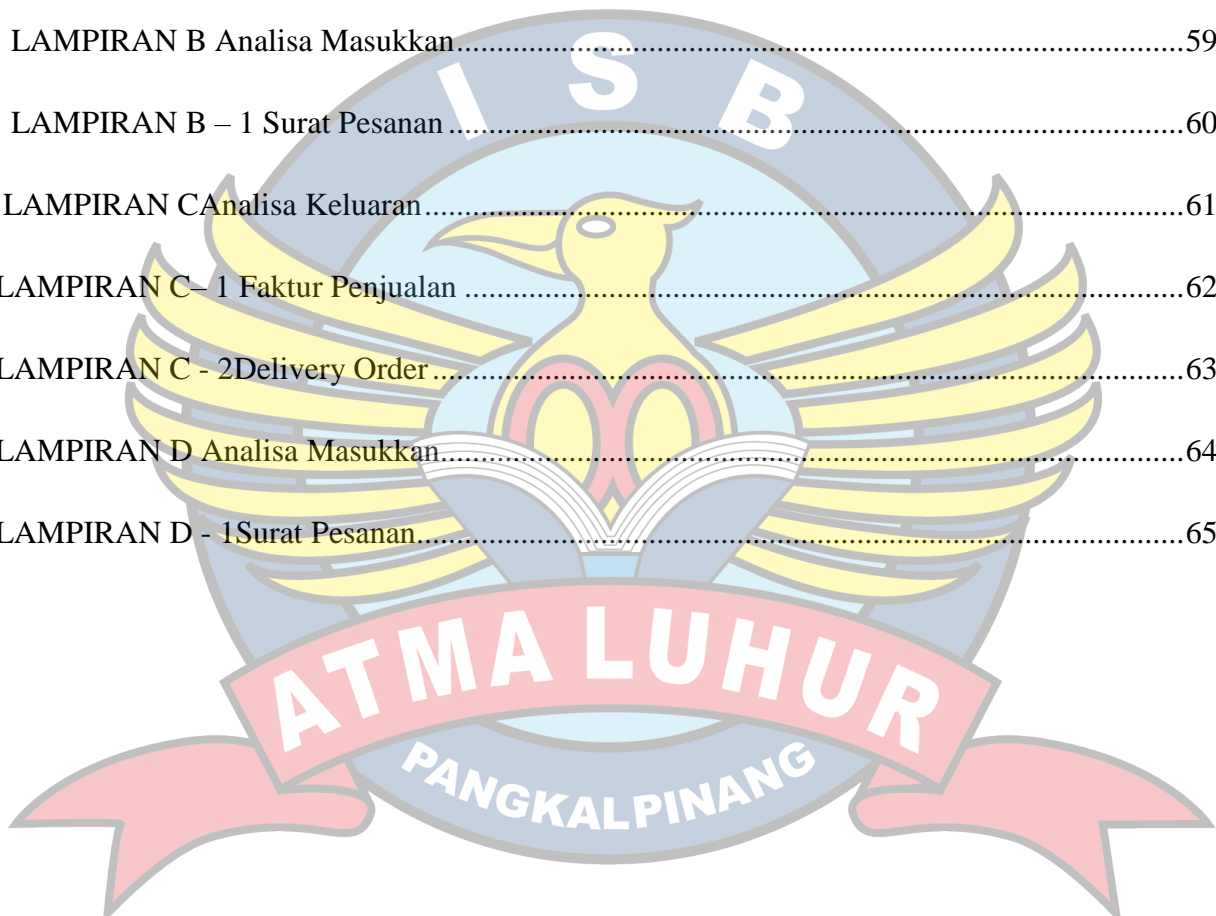 LAMPIRAN B Analisa Masukkan.......................................................................................59
LAMPIRAN B – 1 Surat Pesanan.......................................................................................60
LAMPIRAN CAnalisa Keluaran.......................................................................................61
LAMPIRAN C– 1 Faktur Penjualan.......................................................................................62
LAMPIRAN C - 2Delivery Order.......................................................................................63
LAMPIRAN D Analisa Masukkan.......................................................................................64
LAMPIRAN D - 1Surat Pesanan.......................................................................................65
I S B
ATMA LUHUR
PANGKALPINANG